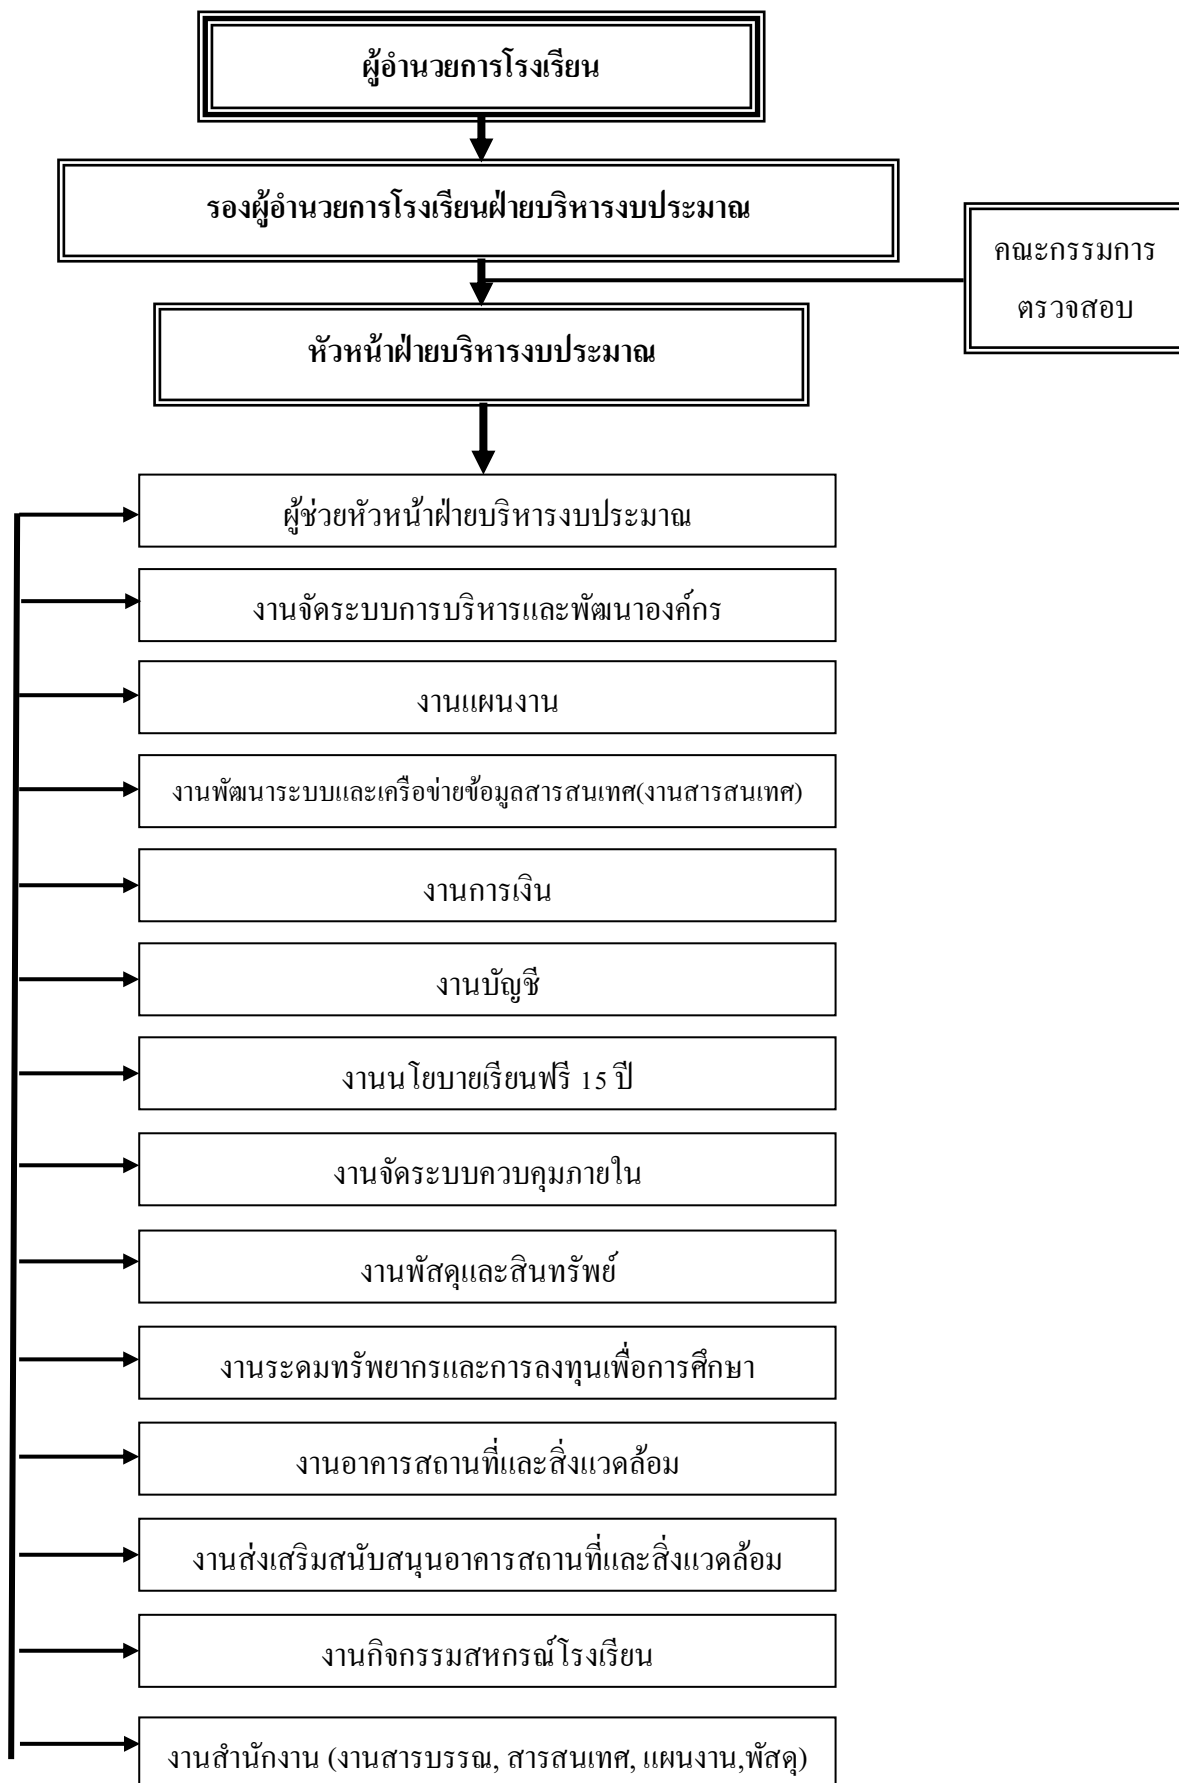 ผู้อำนวยการโรงเรียน
รองผู้อำนวยการโรงเรียนฝ่ายบริหารงบประมาณ
คณะกรรมการ
ตรวจสอบ
หัวหน้าฝ่ายบริหารงบประมาณ
ผู้ช่วยหัวหน้าฝ่ายบริหารงบประมาณ
งานจัดระบบการบริหารและพัฒนาองค์กร
งานแผนงาน
งานพัฒนาระบบและเครือข่ายข้อมูลสารสนเทศ(งานสารสนเทศ)
งานการเงิน
งานบัญชี
งานนโยบายเรียนฟรี 15 ปี
งานจัดระบบควบคุมภายใน
งานพัสดุและสินทรัพย์
งานระดมทรัพยากรและการลงทุนเพื่อการศึกษา
งานอาคารสถานที่และสิ่งแวดล้อม
งานส่งเสริมสนับสนุนอาคารสถานที่และสิ่งแวดล้อม
งานกิจกรรมสหกรณ์โรงเรียน
งานสำนักงาน (งานสารบรรณ, สารสนเทศ, แผนงาน,พัสดุ)